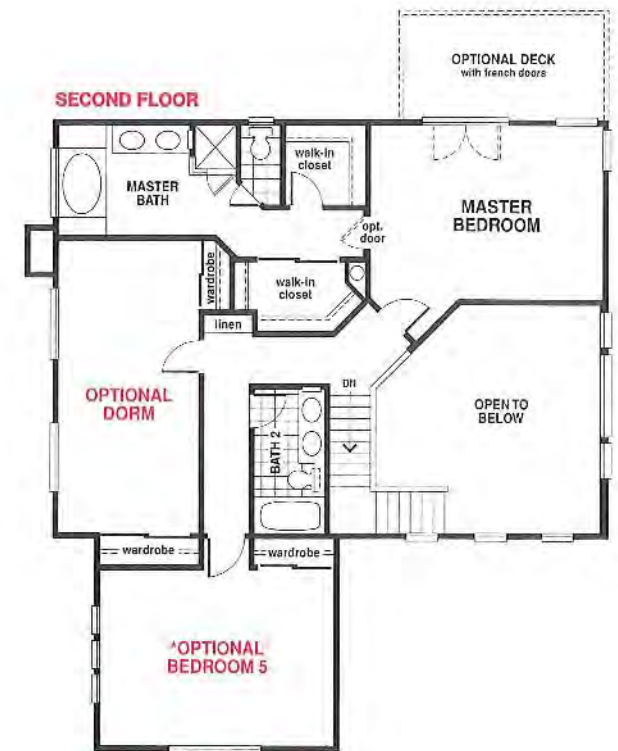 OPTIONAL DECK
with french doors
SECOND FLOOR
walk-in
closet
MASTER
BATH
MASTER
BEDROOM
opt.
door
wardrobe
walk-in
closet
linen
OPTIONAL
DORM
DN
OPEN TO
BELOW
BATH 2
wardrobe
wardrobe
*OPTIONAL
BEDROOM 5